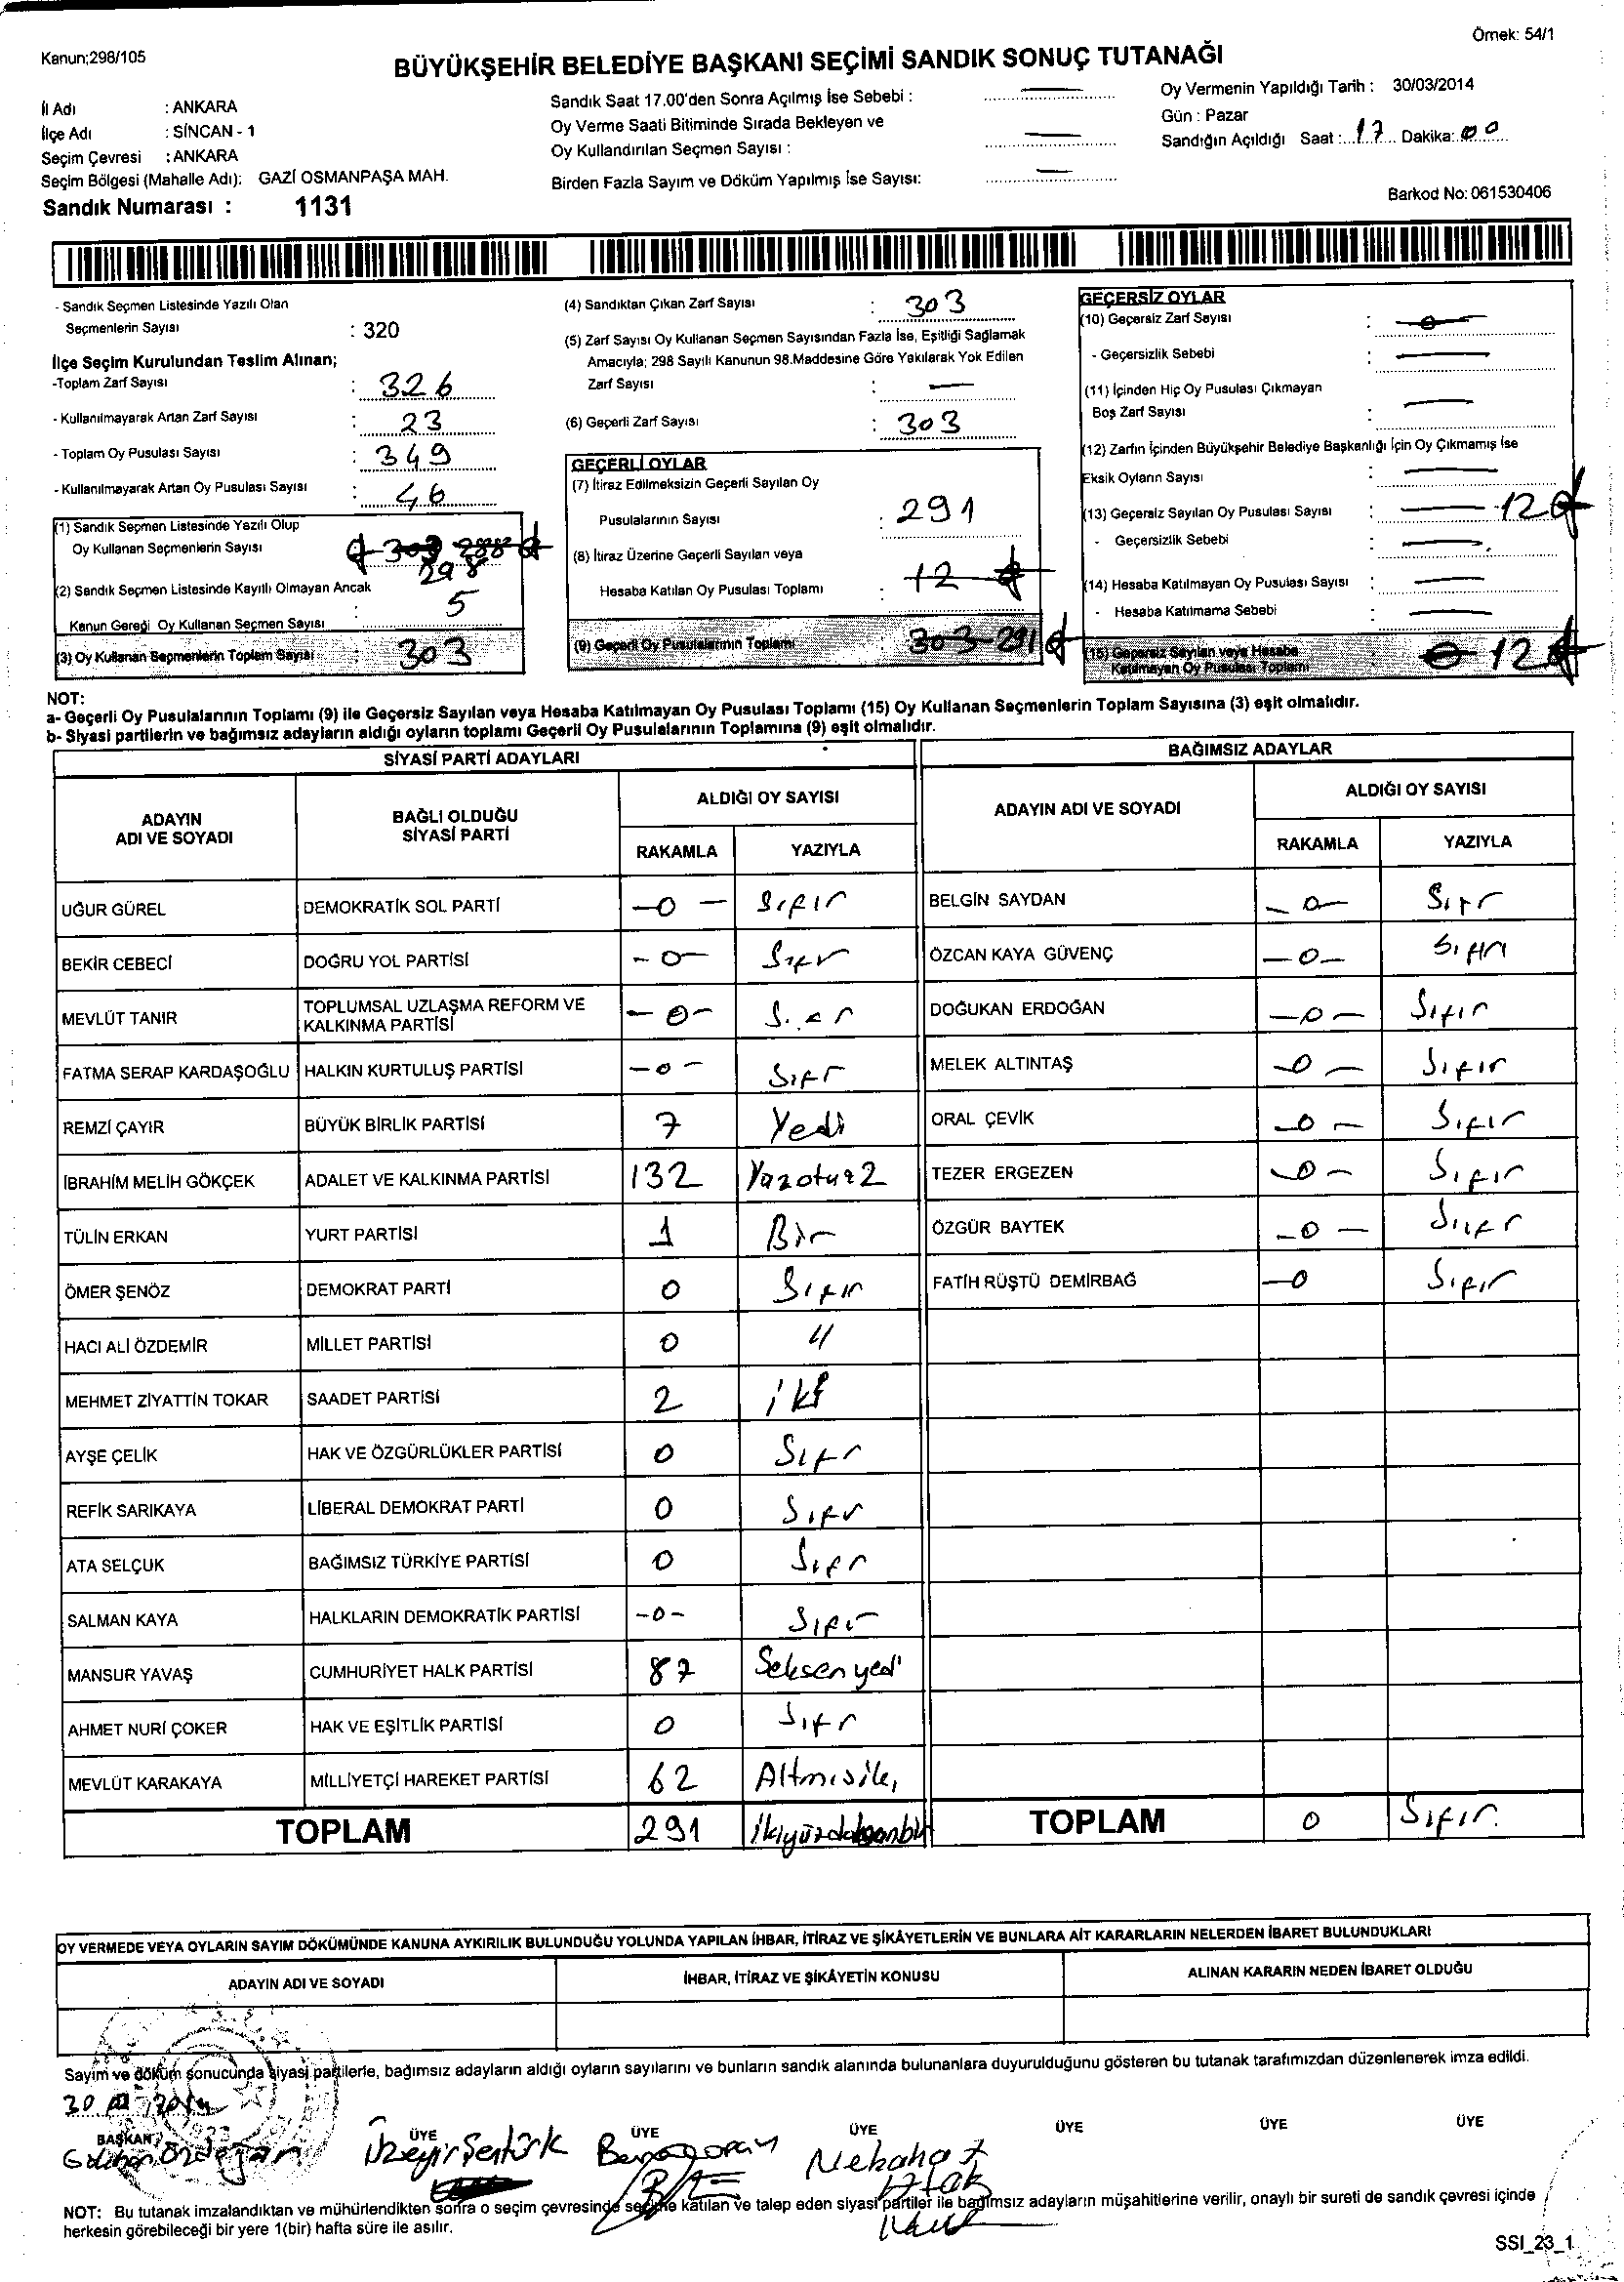 Kanun;298/105
Örnek: 54/1
BÜYÜKŞEHİR BELEDİYE BAŞKANI SEÇİMİ SANDIK SONUÇ TUTANAĞI
İl Adı : ANKARA
İlçe Adı : SİNCAN - 1
Seçim Çevresi : ANKARA
Seçim Bölgesi (Mahalle Adı): GAZİ OSMANPAŞA MAH.
Sandık Numarası : 1131
Sandık Saat 17.00'den Sonra Açılmış İse Sebebi : —
Oy Verme Saati Bitiminde Sırada Bekleyen ve
Oy Kullandırılan Seçmen Sayısı : —
Birden Fazla Sayım ve Döküm Yapılmış İse Sayısı: —
Oy Vermenin Yapıldığı Tarih : 30/03/2014
Gün : Pazar
Sandığın Açıldığı Saat : 17 Dakika: 00
Barkod No: 061530406
- Sandık Seçmen Listesinde Yazılı Olan
Seçmenlerin Sayısı : 320
İlçe Seçim Kurulundan Teslim Alınan;
-Toplam Zarf Sayısı : 326
- Kullanılmayarak Artan Zarf Sayısı : 23
- Toplam Oy Pusulası Sayısı : 349
- Kullanılmayarak Artan Oy Pusulası Sayısı : 46
(1) Sandık Seçmen Listesinde Yazılı Olup
Oy Kullanan Seçmenlerin Sayısı 303 288
298
(2) Sandık Seçmen Listesinde Kayıtlı Olmayan Ancak
Kanun Gereği Oy Kullanan Seçmen Sayısı 5
(3) Oy Kullanan Seçmenlerin Toplam Sayısı 303
(4) Sandıktan Çıkan Zarf Sayısı : 303
(5) Zarf Sayısı Oy Kullanan Seçmen Sayısından Fazla İse, Eşitliği Sağlamak
Amacıyla; 298 Sayılı Kanunun 98.Maddesine Göre Yakılarak Yok Edilen
Zarf Sayısı : —
(6) Geçerli Zarf Sayısı : 303
GEÇERLİ OYLAR
(7) İtiraz Edilmeksizin Geçerli Sayılan Oy
Pusulalarının Sayısı : 291
(8) İtiraz Üzerine Geçerli Sayılan veya
Hesaba Katılan Oy Pusulası Toplamı : 12
(9) Geçerli Oy Pusulalarının Toplamı : 303 291
GEÇERSİZ OYLAR
(10) Geçersiz Zarf Sayısı : 0
- Geçersizlik Sebebi : —
(11) İçinden Hiç Oy Pusulası Çıkmayan
Boş Zarf Sayısı : —
(12) Zarfın İçinden Büyükşehir Belediye Başkanlığı İçin Oy Çıkmamış İse
Eksik Oyların Sayısı : —
(13) Geçersiz Sayılan Oy Pusulası Sayısı : — 12
- Geçersizlik Sebebi : —
(14) Hesaba Katılmayan Oy Pusulası Sayısı : —
- Hesaba Katılmama Sebebi : —
(15) Geçersiz Sayılan veya Hesaba
Katılmayan Oy Pusulası Toplamı 0 12
NOT:
a- Geçerli Oy Pusulalarının Toplamı (9) ile Geçersiz Sayılan veya Hesaba Katılmayan Oy Pusulası Toplamı (15) Oy Kullanan Seçmenlerin Toplam Sayısına (3) eşit olmalıdır.
b- Siyasi partilerin ve bağımsız adayların aldığı oyların toplamı Geçerli Oy Pusulalarının Toplamına (9) eşit olmalıdır.
SİYASİ PARTİ ADAYLARI
ADAYIN ADI VE SOYADI
BAĞLI OLDUĞU SİYASİ PARTİ
ALDIĞI OY SAYISI
RAKAMLA YAZIYLA
UĞUR GÜREL DEMOKRATİK SOL PARTİ —0— Sıfır
BEKİR CEBECİ DOĞRU YOL PARTİSİ —0— Sıfır
MEVLÜT TANIR TOPLUMSAL UZLAŞMA REFORM VE KALKINMA PARTİSİ —0—
FATMA SERAP KARDAŞOĞLU HALKIN KURTULUŞ PARTİSİ —0— Sıfr
REMZİ ÇAYIR BÜYÜK BİRLİK PARTİSİ 7 Yedi
İBRAHİM MELİH GÖKÇEK ADALET VE KALKINMA PARTİSİ 132 Yüzotuz2
TÜLİN ERKAN YURT PARTİSİ 1 Bir
ÖMER ŞENÖZ DEMOKRAT PARTİ 0 Sıfır
HACI ALİ ÖZDEMİR MİLLET PARTİSİ 0 "
MEHMET ZİYATTİN TOKAR SAADET PARTİSİ 2 iki
AYŞE ÇELİK HAK VE ÖZGÜRLÜKLER PARTİSİ 0 Sıfr
REFİK SARIKAYA LİBERAL DEMOKRAT PARTİ 0 Sıfr
ATA SELÇUK BAĞIMSIZ TÜRKİYE PARTİSİ 0 Sıfr
SALMAN KAYA HALKLARIN DEMOKRATİK PARTİSİ -0- Sıfır
MANSUR YAVAŞ CUMHURİYET HALK PARTİSİ 87 Seksenyedi
AHMET NURİ ÇOKER HAK VE EŞİTLİK PARTİSİ 0 Sıfr
MEVLÜT KARAKAYA MİLLİYETÇİ HAREKET PARTİSİ 62 Altmışiki
TOPLAM 291 İkiyüzdoksanbir
BAĞIMSIZ ADAYLAR
ADAYIN ADI VE SOYADI
ALDIĞI OY SAYISI
RAKAMLA YAZIYLA
BELGİN SAYDAN —0— Sıfr
ÖZCAN KAYA GÜVENÇ —0— Sıfır
DOĞUKAN ERDOĞAN —0— Sıfır
MELEK ALTINTAŞ —0— Sıfır
ORAL ÇEVİK —0— Sıfır
TEZER ERGEZEN —0— Sıfır
ÖZGÜR BAYTEK —0— Sıfır
FATİH RÜŞTÜ DEMİRBAĞ —0 Sıfır
TOPLAM 0 Sıfır
OY VERMEDE VEYA OYLARIN SAYIM DÖKÜMÜNDE KANUNA AYKIRILIK BULUNDUĞU YOLUNDA YAPILAN İHBAR, İTİRAZ VE ŞİKÂYETLERİN VE BUNLARA AİT KARARLARIN NELERDEN İBARET BULUNDUKLARI
ADAYIN ADI VE SOYADI İHBAR, İTİRAZ VE ŞİKÂYETİN KONUSU ALINAN KARARIN NEDEN İBARET OLDUĞU
Sayım ve döküm sonucunda siyasi partilerle, bağımsız adayların aldığı oyların sayılarını ve bunların sandık alanında bulunanlara duyurulduğunu gösteren bu tutanak tarafımızdan düzenlenerek imza edildi.
BAŞKAN ÜYE ÜYE ÜYE ÜYE ÜYE ÜYE
Üzeyir Şentürk
NOT: Bu tutanak imzalandıktan ve mühürlendikten sonra o seçim çevresinde seçime katılan ve talep eden siyasi partiler ile bağımsız adayların müşahitlerine verilir, onaylı bir sureti de sandık çevresi içinde
herkesin görebileceği bir yere 1(bir) hafta süre ile asılır.
SSI_23_1